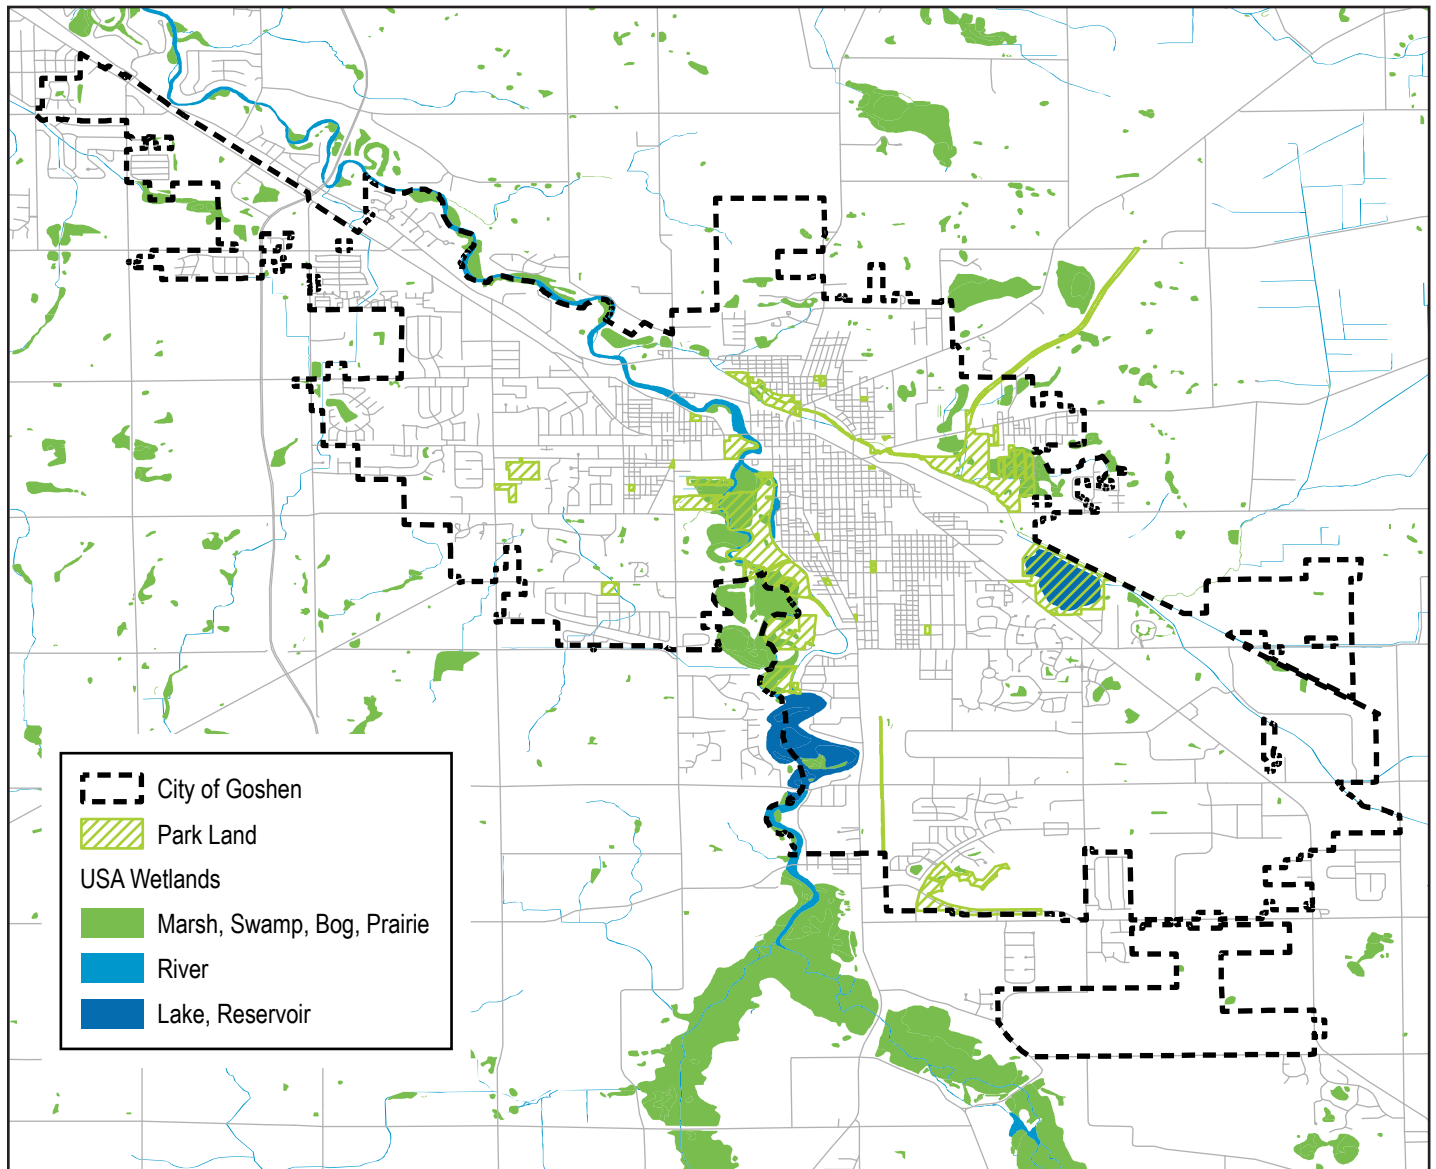 City of Goshen
Park Land
USA Wetlands
Marsh, Swamp, Bog, Prairie
River
Lake, Reservoir